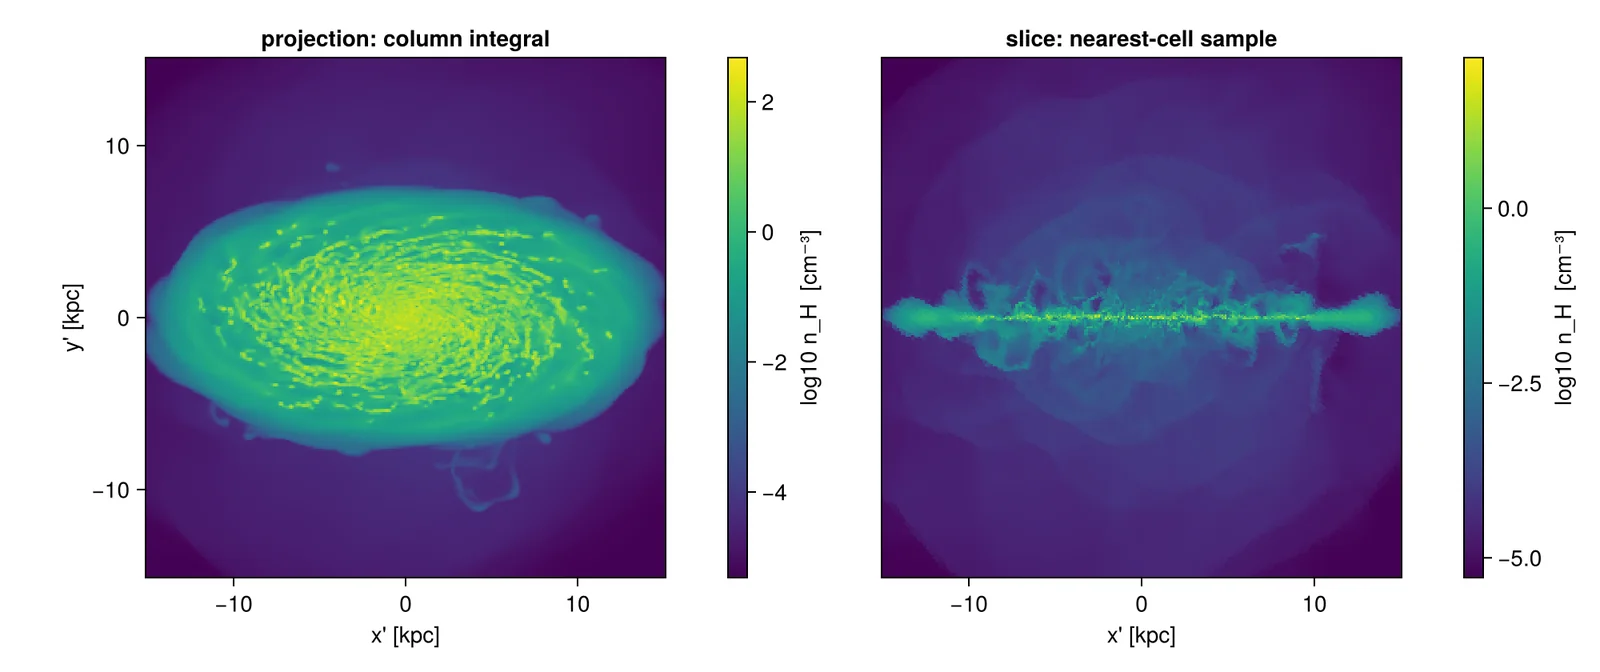 projection: column integral
slice: nearest-cell sample
10
0
−10
y' [kpc]
−10
0
10
x' [kpc]
2
0
−2
−4
log10 n_H [cm⁻³]
−10
0
10
x' [kpc]
0.0
−2.5
−5.0
log10 n_H [cm⁻³]